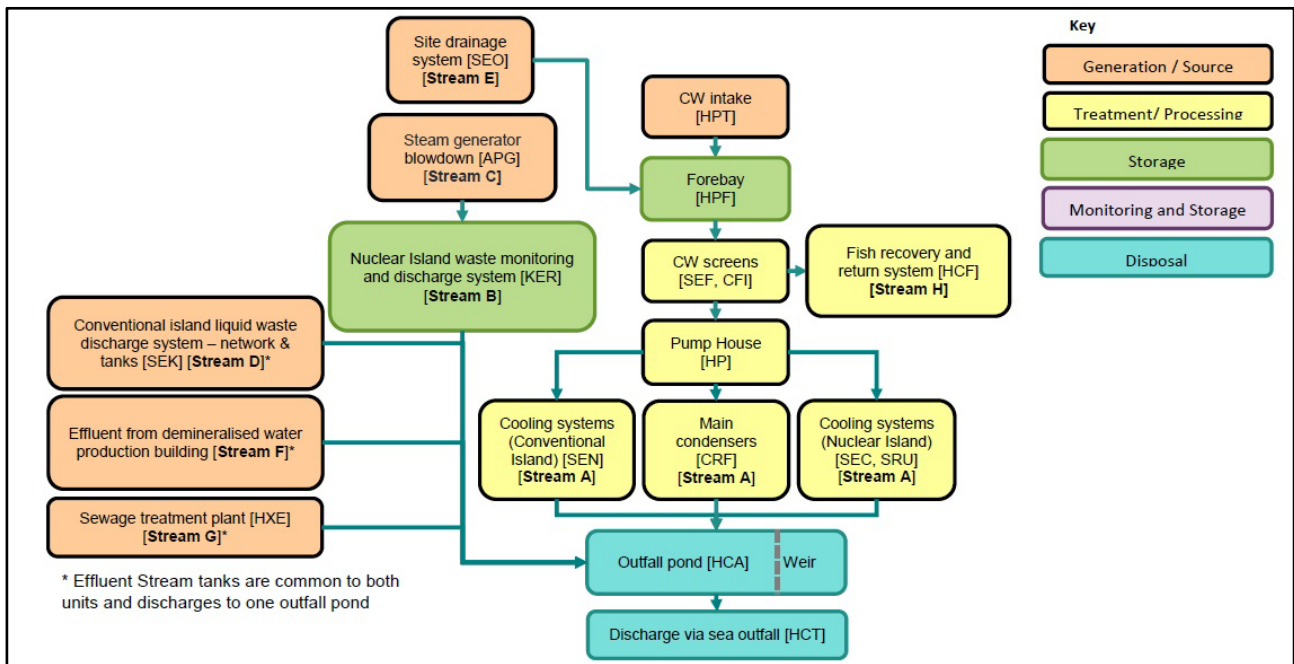 Site drainage
system [SEO]
[Stream E]
Steam generator
blowdown [APG]
[Stream C]
Nuclear Island waste monitoring
and discharge system [KER]
[Stream B]
Conventional island liquid waste
discharge system – network &
tanks [SEK] [Stream D]*
Effluent from demineralised water
production building [Stream F]*
Sewage treatment plant [HXE]
[Stream G]*
* Effluent Stream tanks are common to both
units and discharges to one outfall pond
CW intake
[HPT]
Forebay
[HPF]
CW screens
[SEF, CFI]
Fish recovery and
return system [HCF]
[Stream H]
Pump House
[HP]
Cooling systems
(Conventional
Island) [SEN]
[Stream A]
Main
condensers
[CRF]
[Stream A]
Cooling systems
(Nuclear Island)
[SEC, SRU]
[Stream A]
Outfall pond [HCA]
Weir
Discharge via sea outfall [HCT]
Key
Generation / Source
Treatment/ Processing
Storage
Monitoring and Storage
Disposal